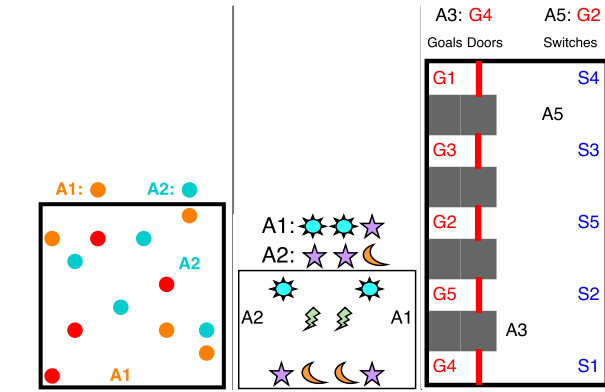 A1:
A2:
A2
A1
A1:
A2:
A2
A1
A3: G4
A5: G2
Goals Doors
Switches
G1
S4
A5
G3
S3
G2
S5
G5
S2
A3
G4
S1